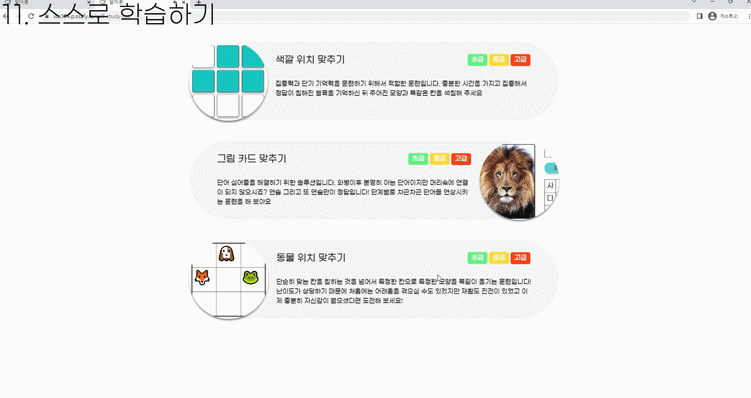 11. 스스로 학습하기
색깔 위치 맞추기
초급 중급 고급
집중력과 단기 기억력을 훈련하기 위해서 적합한 훈련입니다. 충분한 시간을 가지고 집중해서
정답이 칠해진 블록을 기억하신 뒤 주어진 모양과 똑같은 칸을 색칠해 주세요
그림 카드 맞추기
초급 중급 고급
단어 실어증을 해결하기 위한 솔루션입니다. 와병이후 분명히 아는 단어이지만 머리속에 연결
이 되지 않으시죠? 연습 그리고 또 연습만이 정답입니다! 단계별로 차근차근 단어를 연상시키
는 훈련을 해 보아요
사
다
동물 위치 맞추기
초급 중급 고급
단순히 맞는 칸을 칠하는 것을 넘어서 특정한 칸으로 특정한 모양을 똑같이 옮기는 훈련입니다!
난이도가 상당하기 때문에 처음에는 어려움을 겪으실 수도 있겠지만 재활도 진전이 있었고 이
제 충분히 자신감이 붙으셨다면 도전해 보세요!